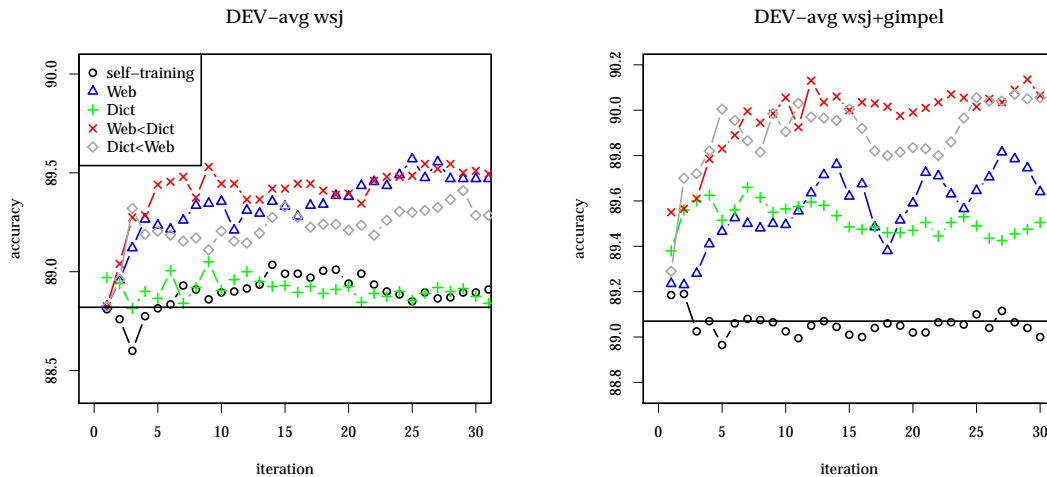 DEV−avg wsj
accuracy
90.0
89.5
89.0
88.5
self−training
Web
Dict
Web<Dict
Dict<Web
0 5 10 15 20 25 30
iteration
DEV−avg wsj+gimpel
accuracy
90.2
90.0
89.8
89.6
89.4
89.2
89.0
88.8
0 5 10 15 20 25 30
iteration